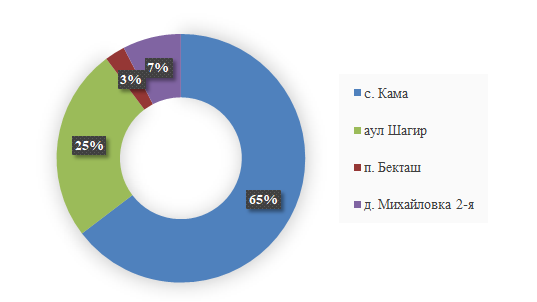 7%
3%
25%
65%
с. Кама
аул Шагир
п. Бекташ
д. Михайловка 2-я